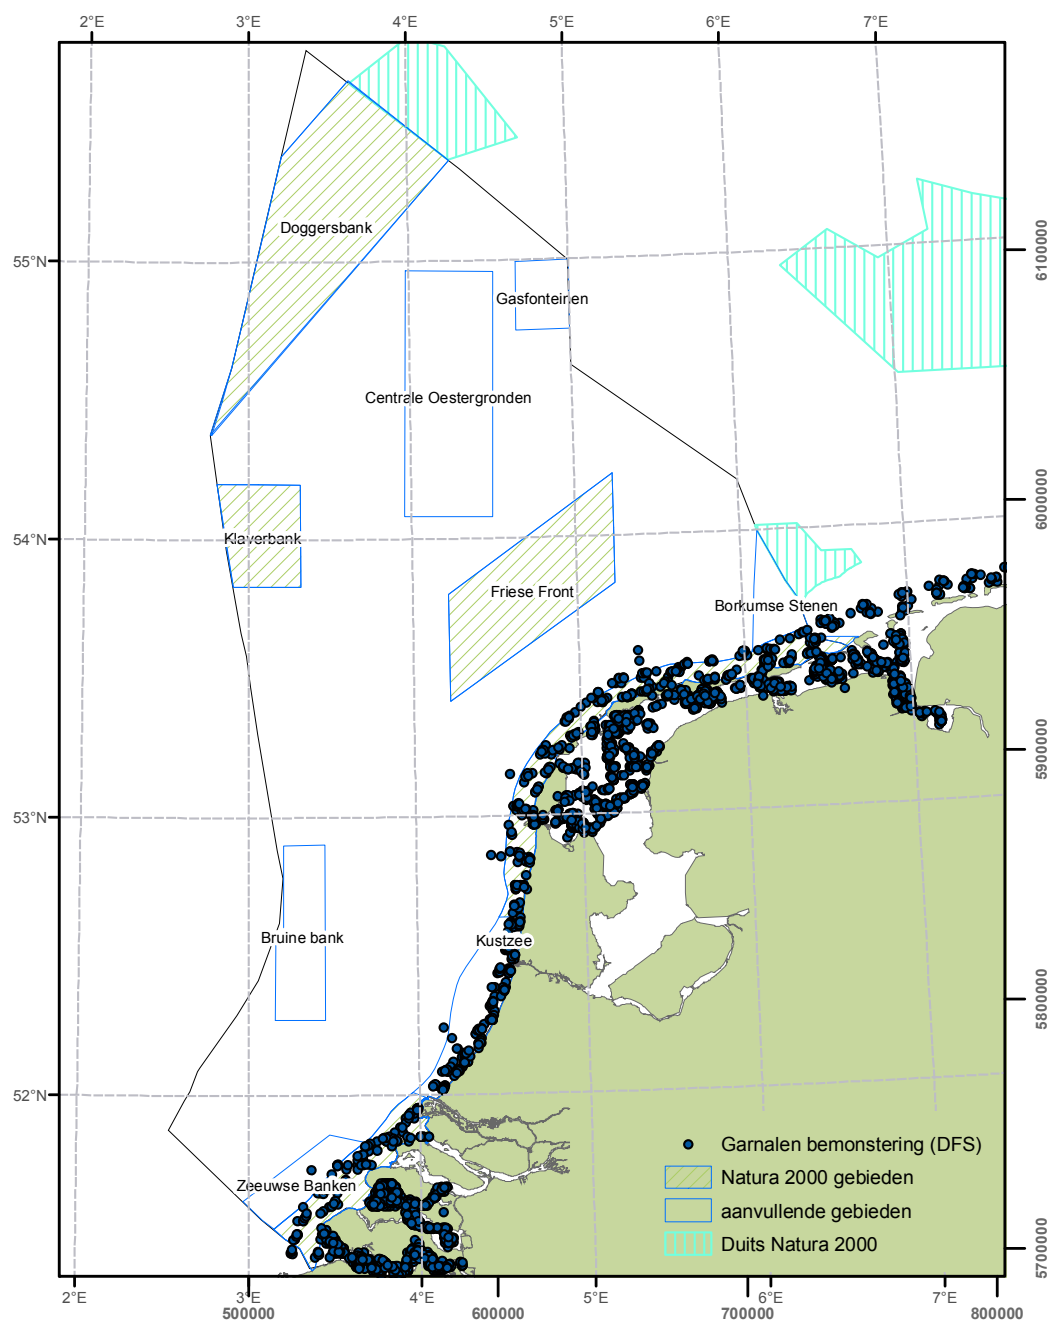 2°E 3°E 4°E 5°E 6°E 7°E
Doggersbank
55°N
6100000
Gasfonteinen
Centrale Oestergronden
6000000
Klaverbank
54°N
Friese Front
Borkumse Stenen
5900000
53°N
Bruine bank
Kustzee
5800000
52°N
Garnalen bemonstering (DFS)
Natura 2000 gebieden
Zeeuwse Banken
aanvullende gebieden
Duits Natura 2000
5700000
2°E 3°E 4°E 5°E 6°E 7°E
500000 600000 700000 800000